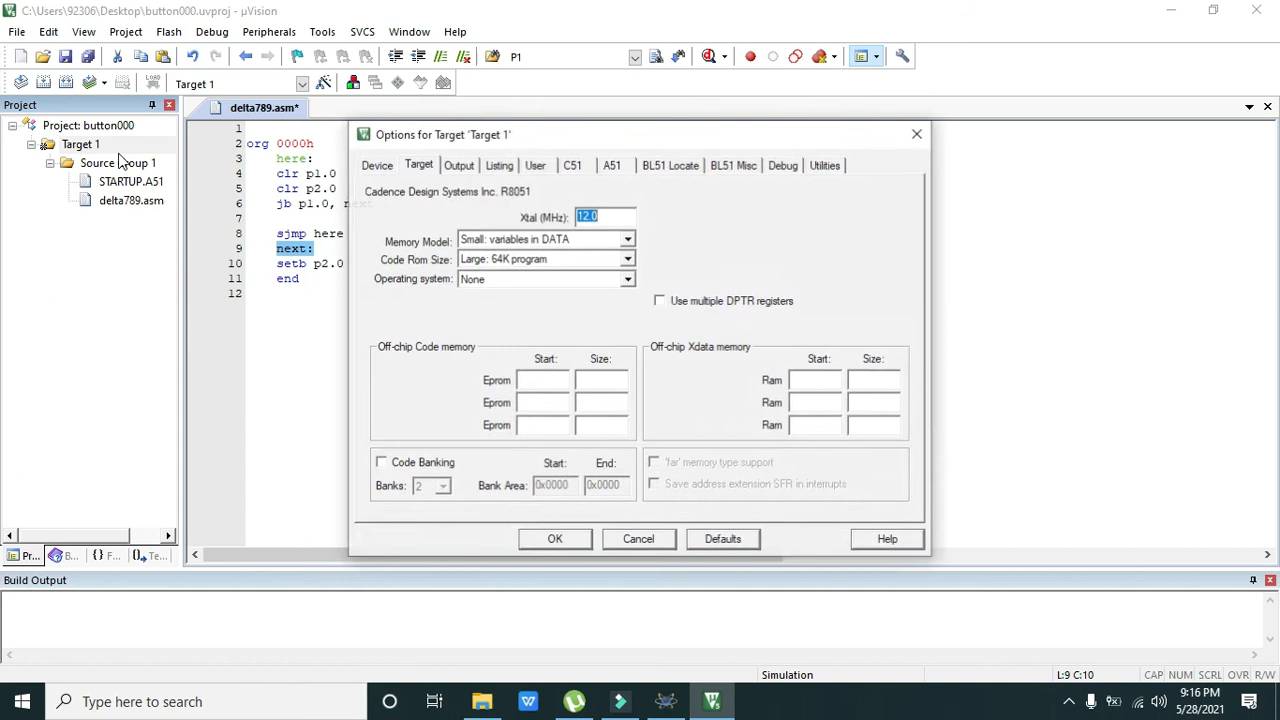 C:\Users\92306\Desktop\button000.uvproj - µVision
File Edit View Project Flash Debug Peripherals Tools SVCS Window Help
P1
Target 1
Project
delta789.asm*
Project: button000
Target 1
Source Group 1
STARTUP.A51
delta789.asm
1
2 org 0000h
3 here:
4 clr p1.0
5 clr p2.0
6 jb p1.0, next
7
8 sjmp here
9 next:
10 setb p2.0
11 end
12
Options for Target 'Target 1'
Device Target Output Listing User C51 A51 BL51 Locate BL51 Misc Debug Utilities
Cadence Design Systems Inc. R8051
Xtal (MHz): 12.0
Memory Model: Small: variables in DATA
Code Rom Size: Large: 64K program
Operating system: None
Use multiple DPTR registers
Off-chip Code memory
Start: Size:
Eprom
Eprom
Eprom
Off-chip Xdata memory
Start: Size:
Ram
Ram
Ram
Code Banking Start: End:
Banks: 2 Bank Area: 0x0000 0x0000
'far' memory type support
Save address extension SFR in interrupts
OK Cancel Defaults Help
Pr... B... {} F... Te...
Build Output
Simulation L:9 C:10 CAP NUM SCRL OVR R/W
Type here to search
9:16 PM
5/28/2021